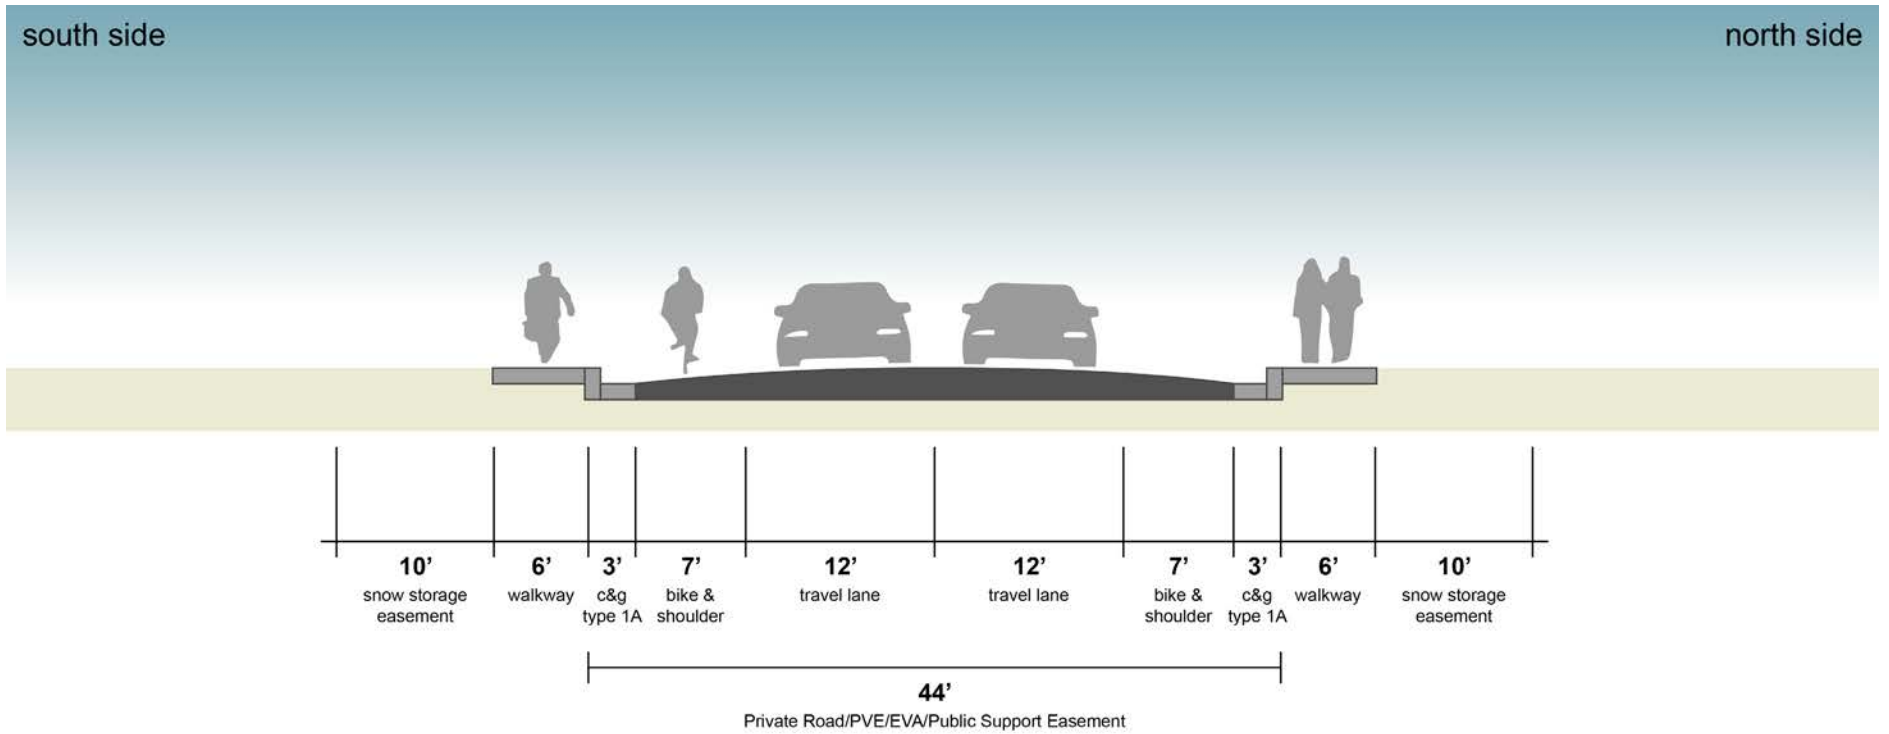 south side
north side
10’ 6’ 3’ 7’ 12’ 12’ 7’ 3’ 6’ 10’
snow storage walkway c&g bike & travel lane travel lane bike & c&g walkway snow storage
easement type 1A shoulder shoulder type 1A easement
44’
Private Road/PVE/EVA/Public Support Easement